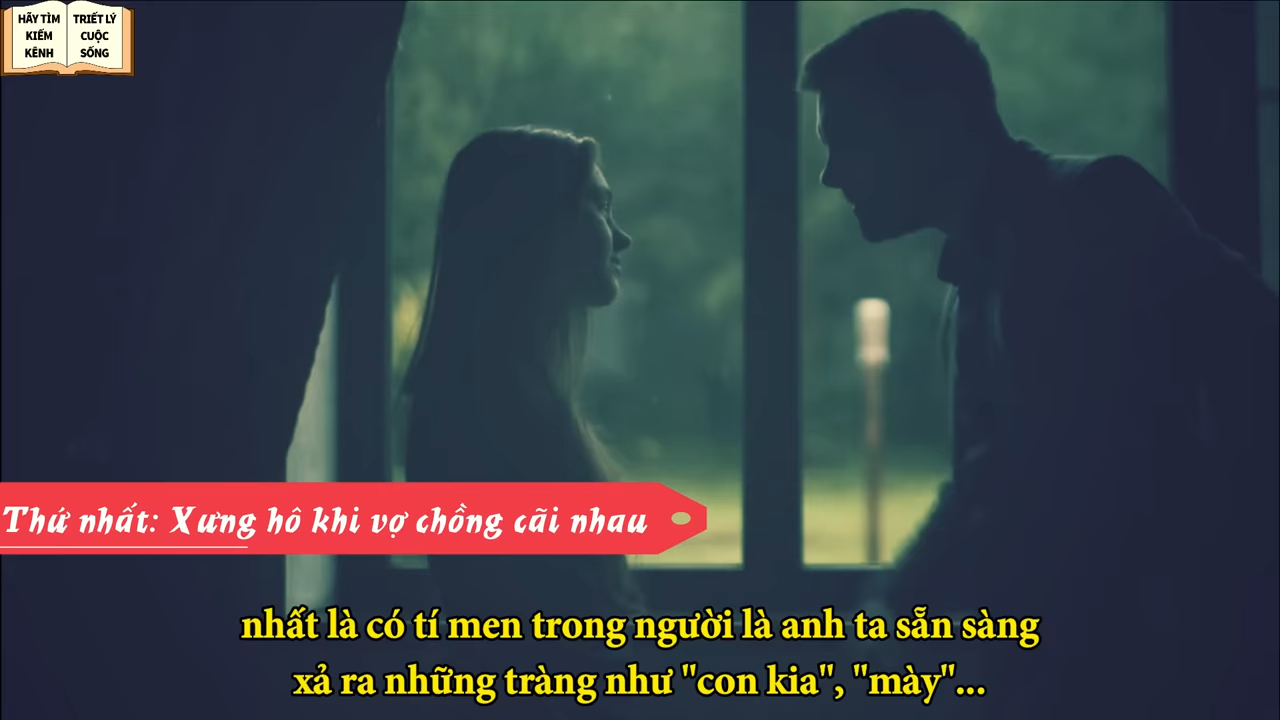 HÃY TÌM
KIẾM
KÊNH
TRIẾT LÝ
CUỘC
SỐNG
Thứ nhất: Xưng hô khi vợ chồng cãi nhau
nhất là có tí men trong người là anh ta sẵn sàng
xả ra những tràng như "con kia", "mày"...